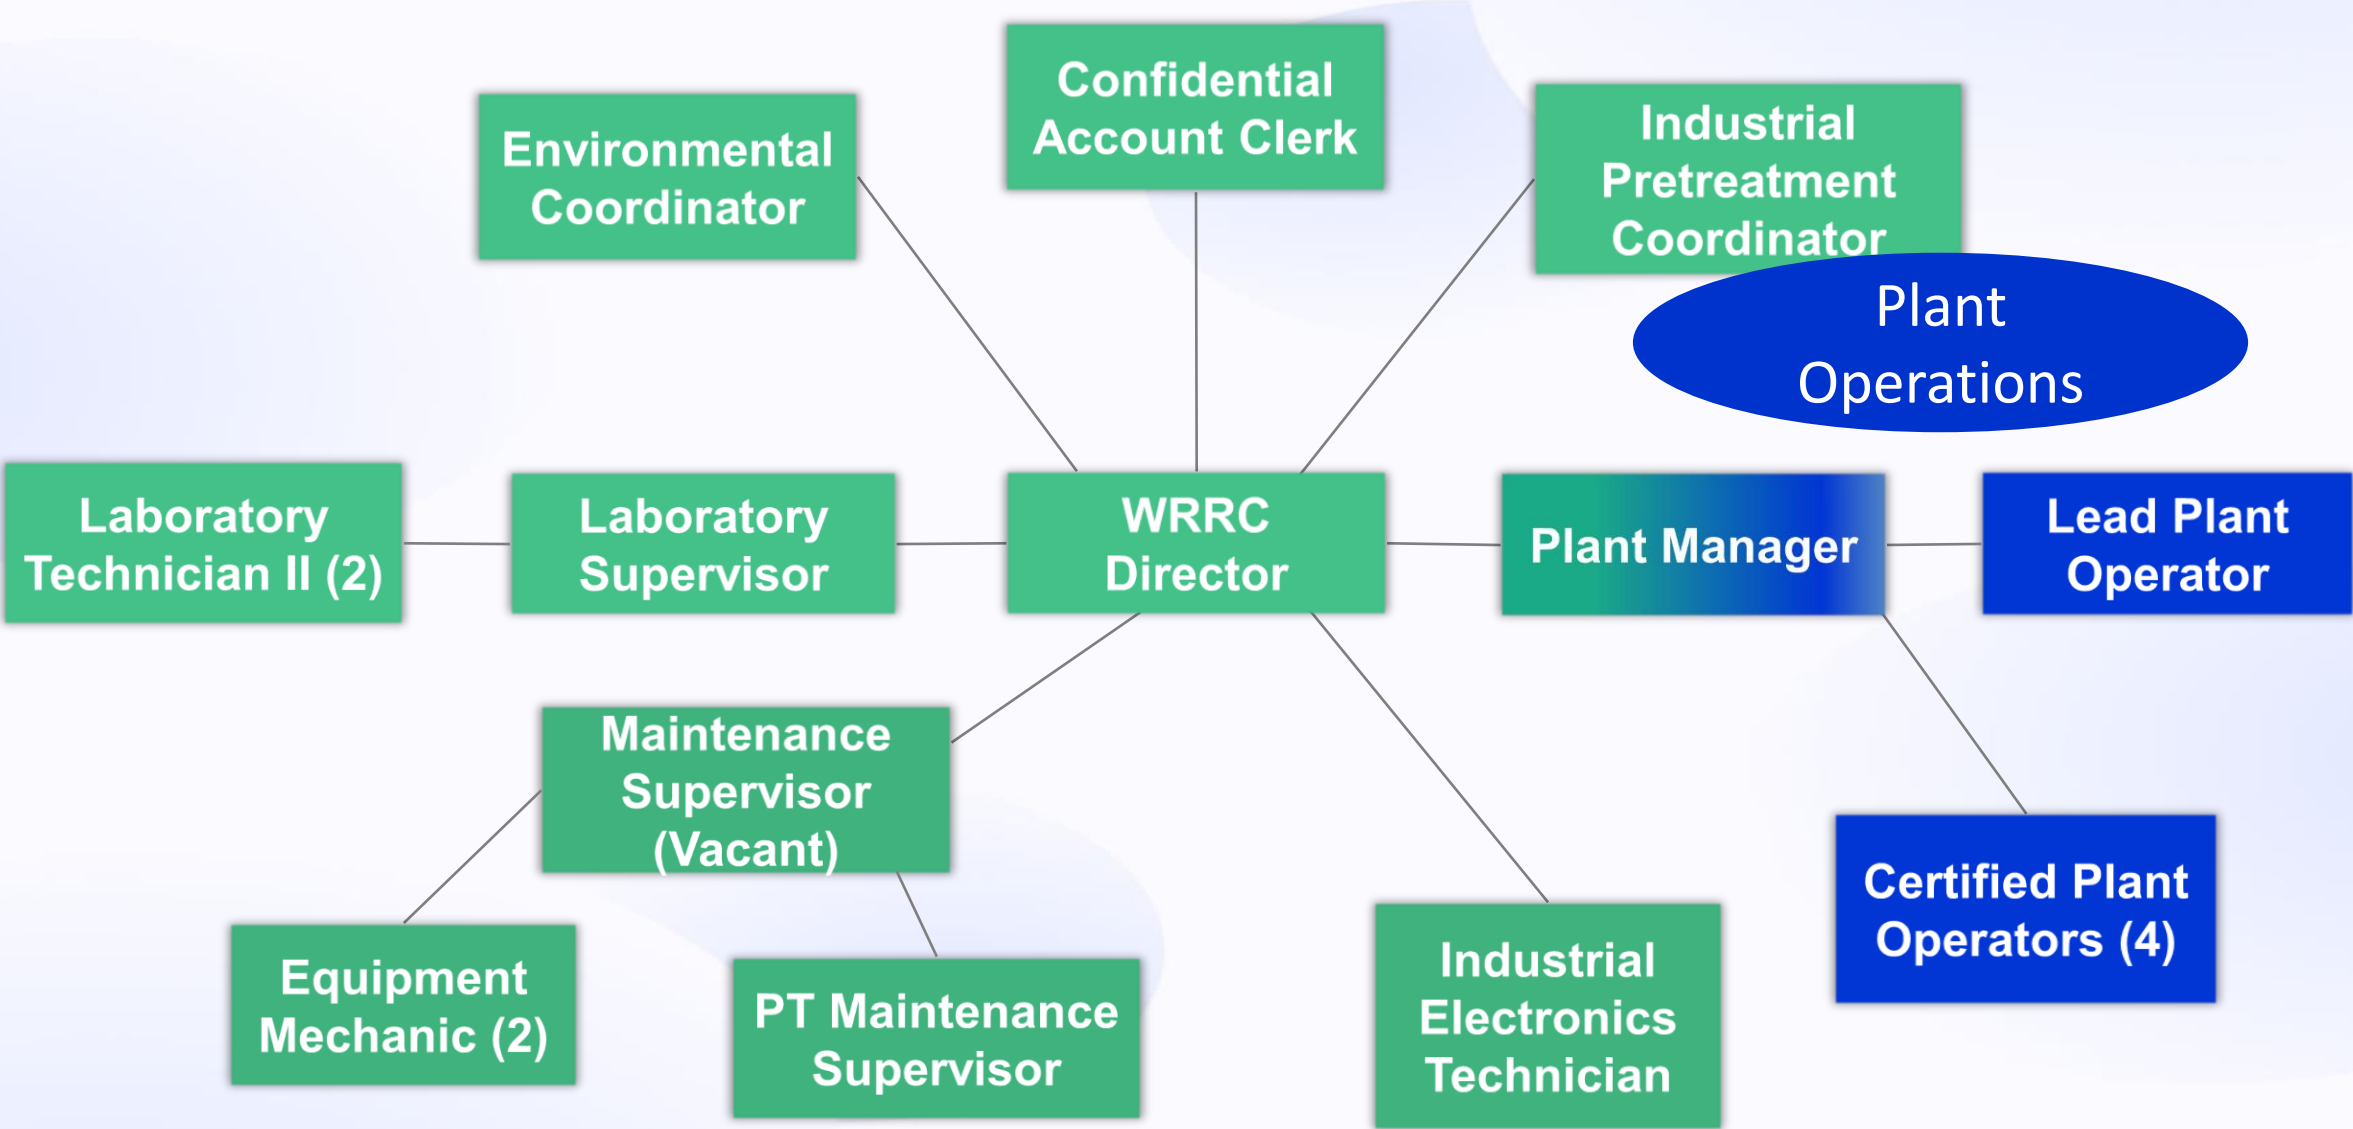 Confidential
Account Clerk
Environmental
Coordinator
Industrial
Pretreatment
Coordinator
Plant
Operations
Laboratory
Technician II (2)
Laboratory
Supervisor
WRRC
Director
Plant Manager
Lead Plant
Operator
Maintenance
Supervisor
(Vacant)
Certified Plant
Operators (4)
Equipment
Mechanic (2)
PT Maintenance
Supervisor
Industrial
Electronics
Technician